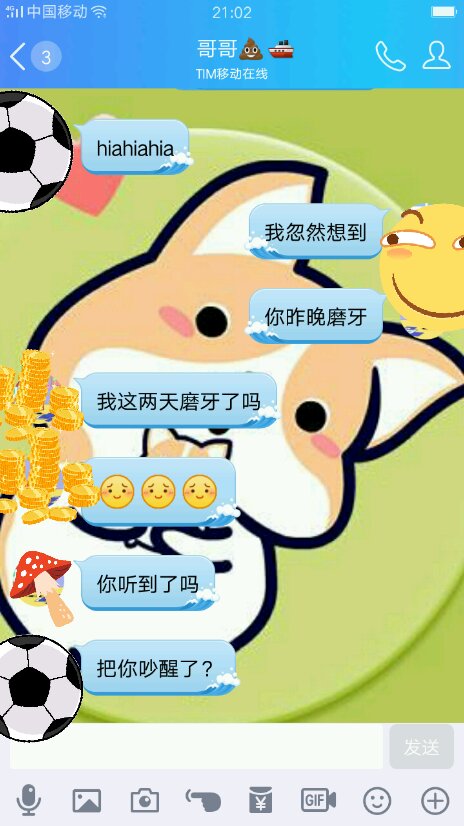 4G 中国移动 21:02
3 哥哥💩🚢
TIM移动在线
hiahiahia
我忽然想到
你昨晚磨牙
我这两天磨牙了吗
你听到了吗
把你吵醒了?
发送
GIF